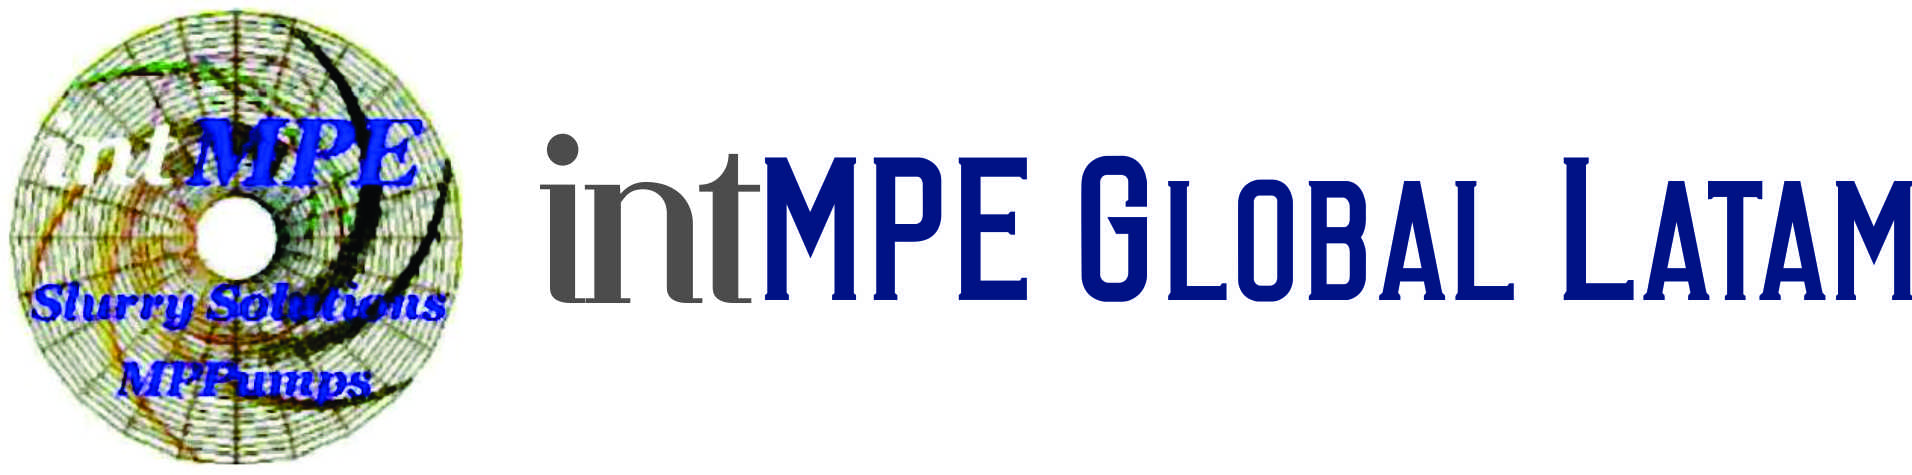 intMPE
Slurry Solutions
MPPumps
intMPE GLOBAL LATAM